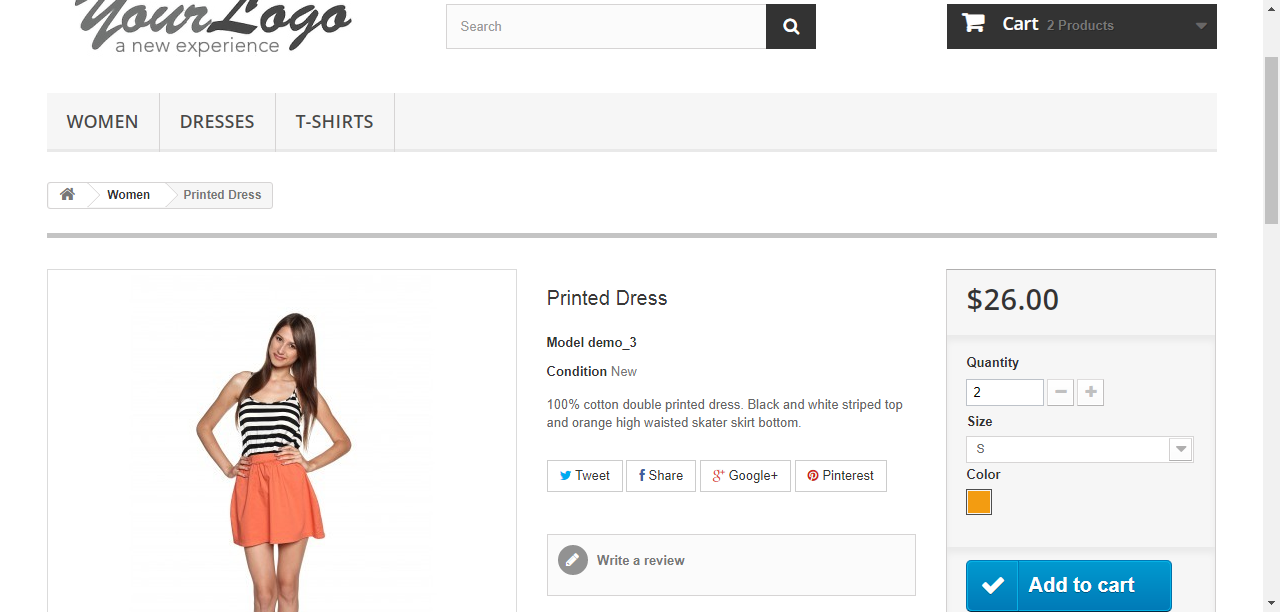 YourLogo
a new experience
Search
Cart 2 Products
WOMEN
DRESSES
T-SHIRTS
Women
Printed Dress
Printed Dress
$26.00
Model demo_3
Condition New
100% cotton double printed dress. Black and white striped top
and orange high waisted skater skirt bottom.
Tweet
Share
Google+
Pinterest
Write a review
Quantity
2
Size
S
Color
Add to cart